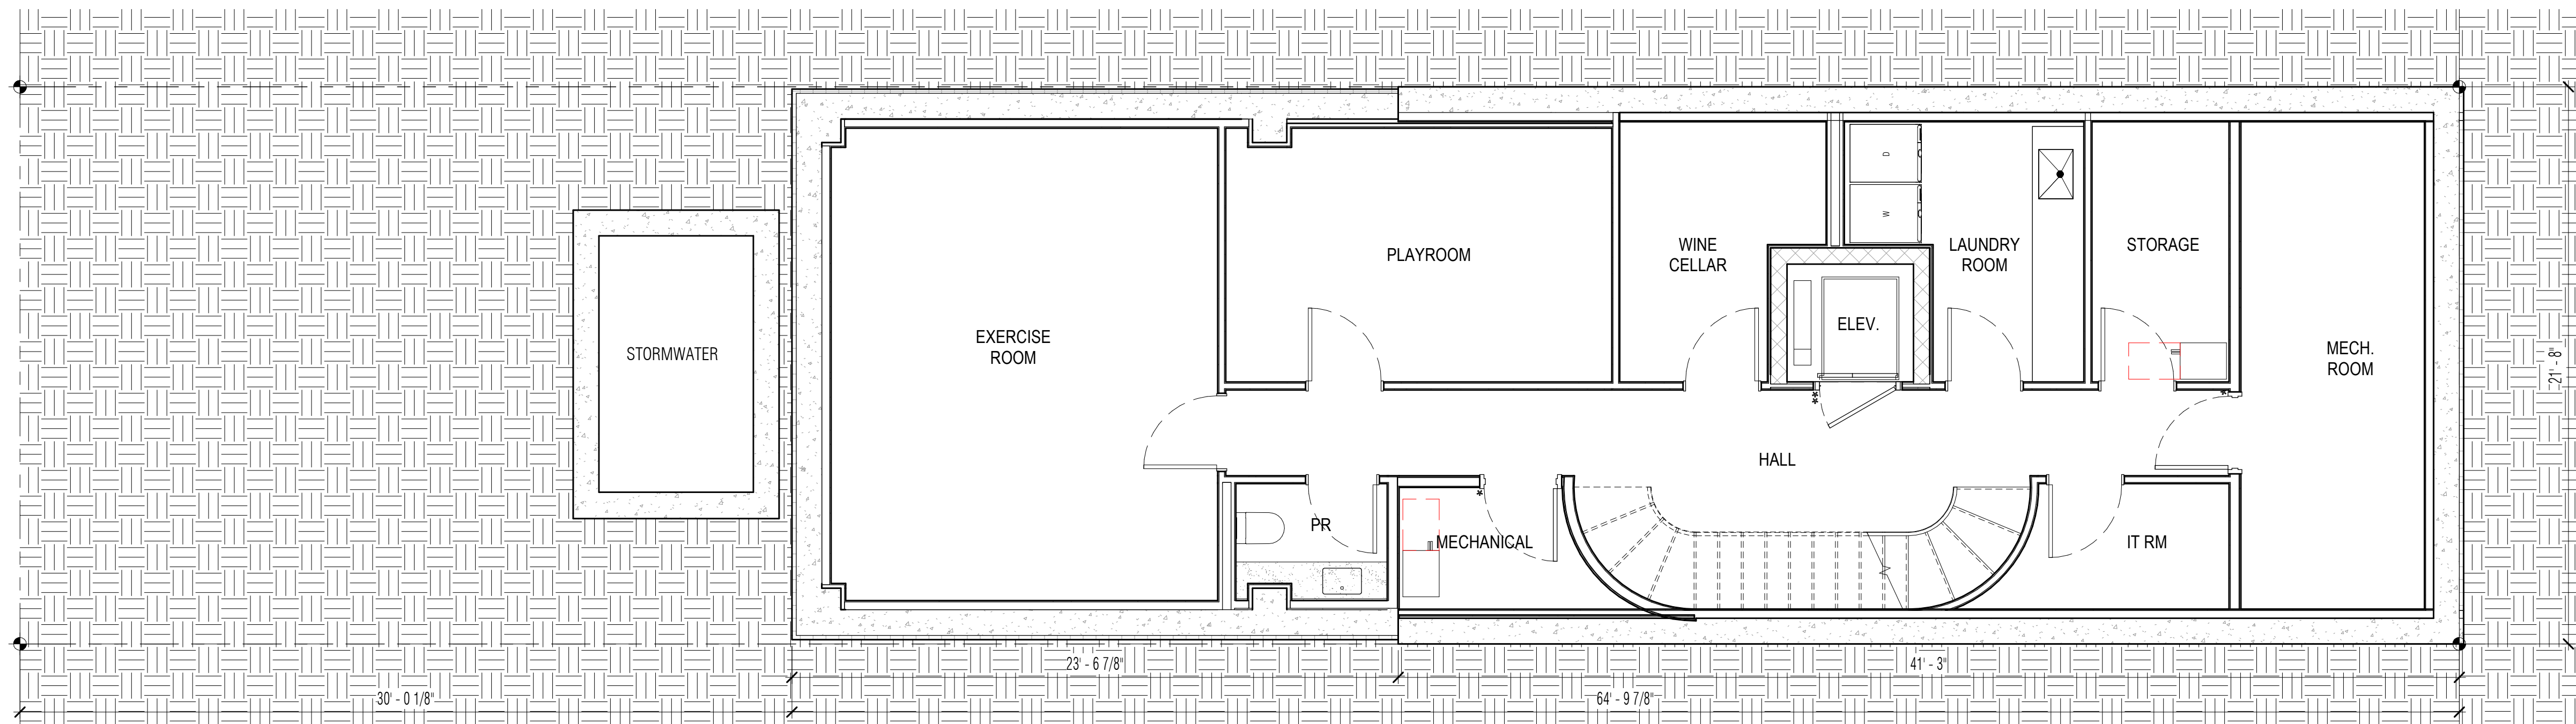 D
W
PLAYROOM
WINE
CELLAR
LAUNDRY
ROOM
STORAGE
ELEV.
EXERCISE
ROOM
STORMWATER
MECH.
ROOM
21' - 8"
**
*
HALL
*
PR
MECHANICAL
IT RM
23' - 6 7/8"
41' - 3"
30' - 0 1/8"
64' - 9 7/8"